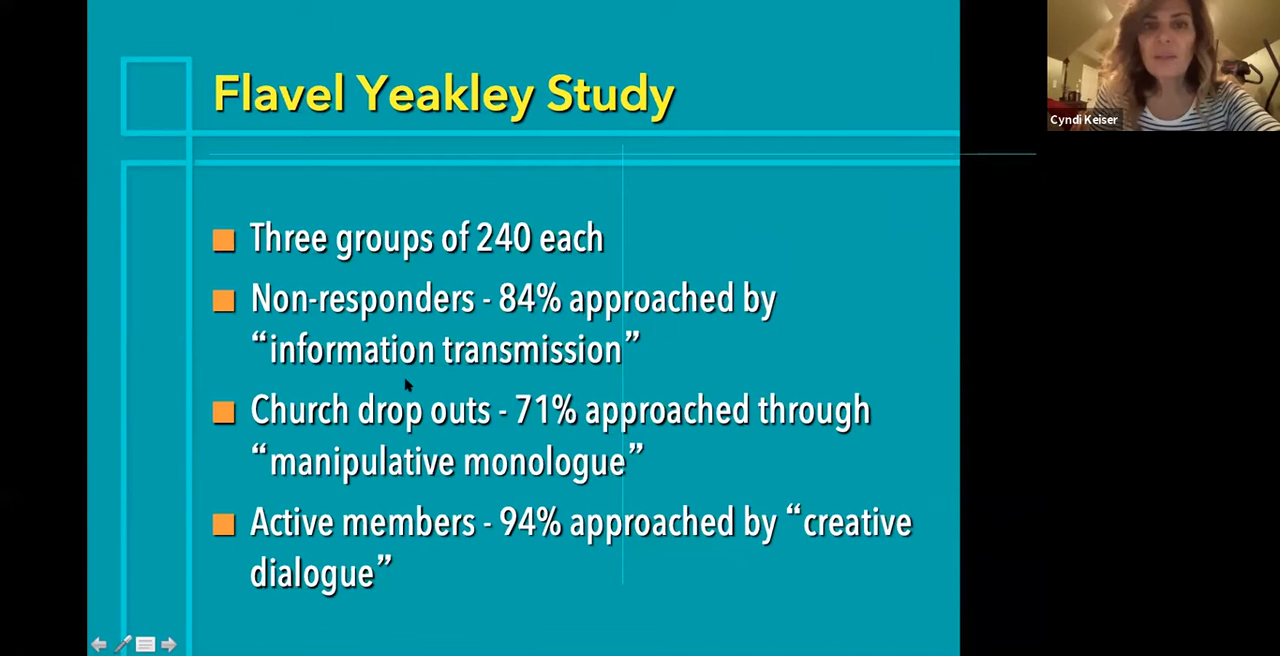 Flavel Yeakley Study
Cyndi Keiser
Three groups of 240 each
Non-responders - 84% approached by
“information transmission”
Church drop outs - 71% approached through
“manipulative monologue”
Active members - 94% approached by “creative
dialogue”